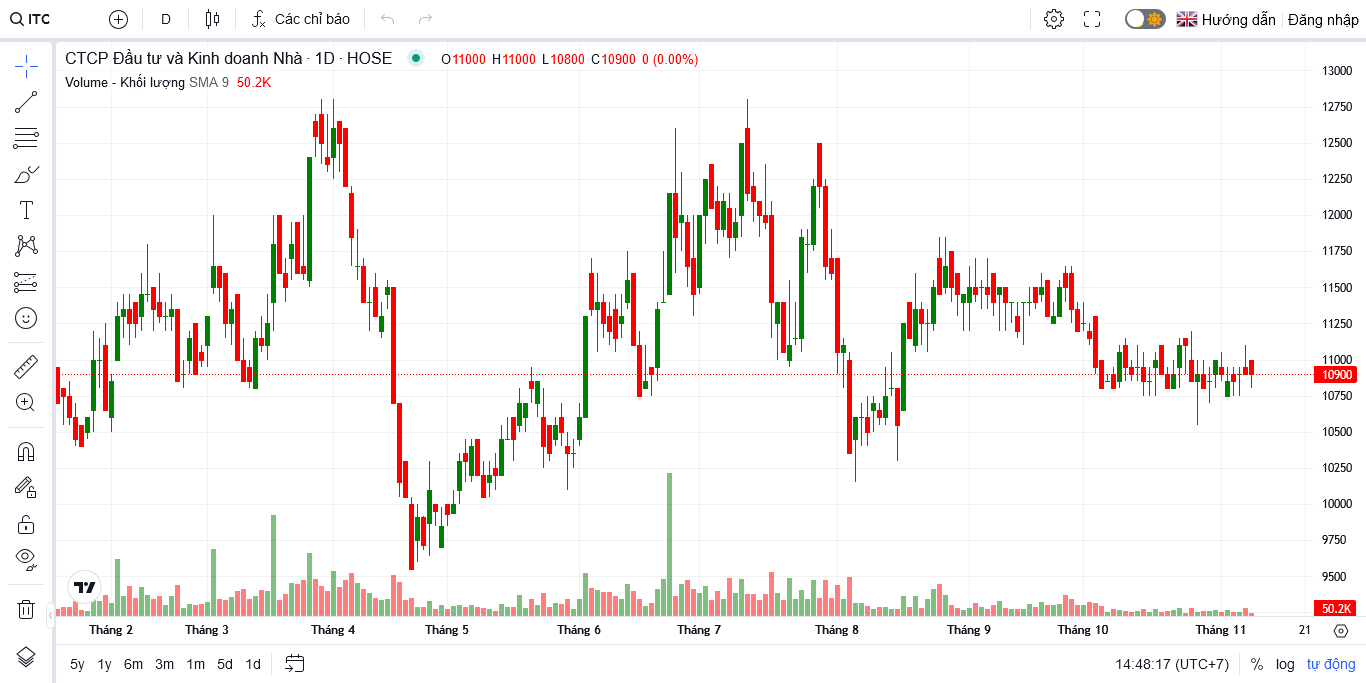 ITC D Các chỉ báo Hướng dẫn Đăng nhập
CTCP Đầu tư và Kinh doanh Nhà · 1D · HOSE O11000 H11000 L10800 C10900 0 (0.00%)
Volume - Khối lượng SMA 9 50.2K
13000
12750
12500
12250
12000
11750
11500
11250
11000
10900
10750
10500
10250
10000
9750
9500
50.2K
Tháng 2 Tháng 3 Tháng 4 Tháng 5 Tháng 6 Tháng 7 Tháng 8 Tháng 9 Tháng 10 Tháng 11 21
5y 1y 6m 3m 1m 5d 1d 14:48:17 (UTC+7) % log tự động